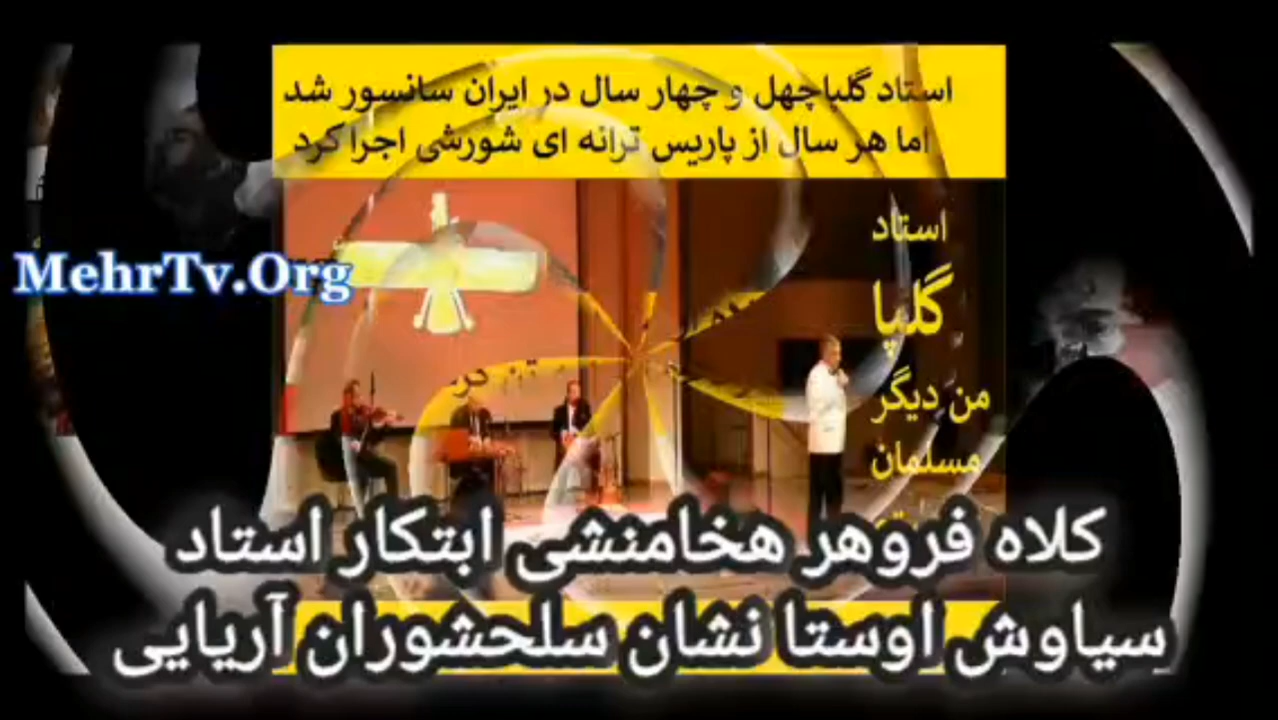 استاد گلپاچهل و چهار سال در ایران سانسور شد
اما هر سال از پاریس ترانه ای شورشی اجرا کرد
MehrTv.Org
استاد
گلپا
من دیگر
مسلمان
کلاه فروهر هخامنشی ابتکار استاد
سیاوش اوستا نشان سلحشوران آریایی